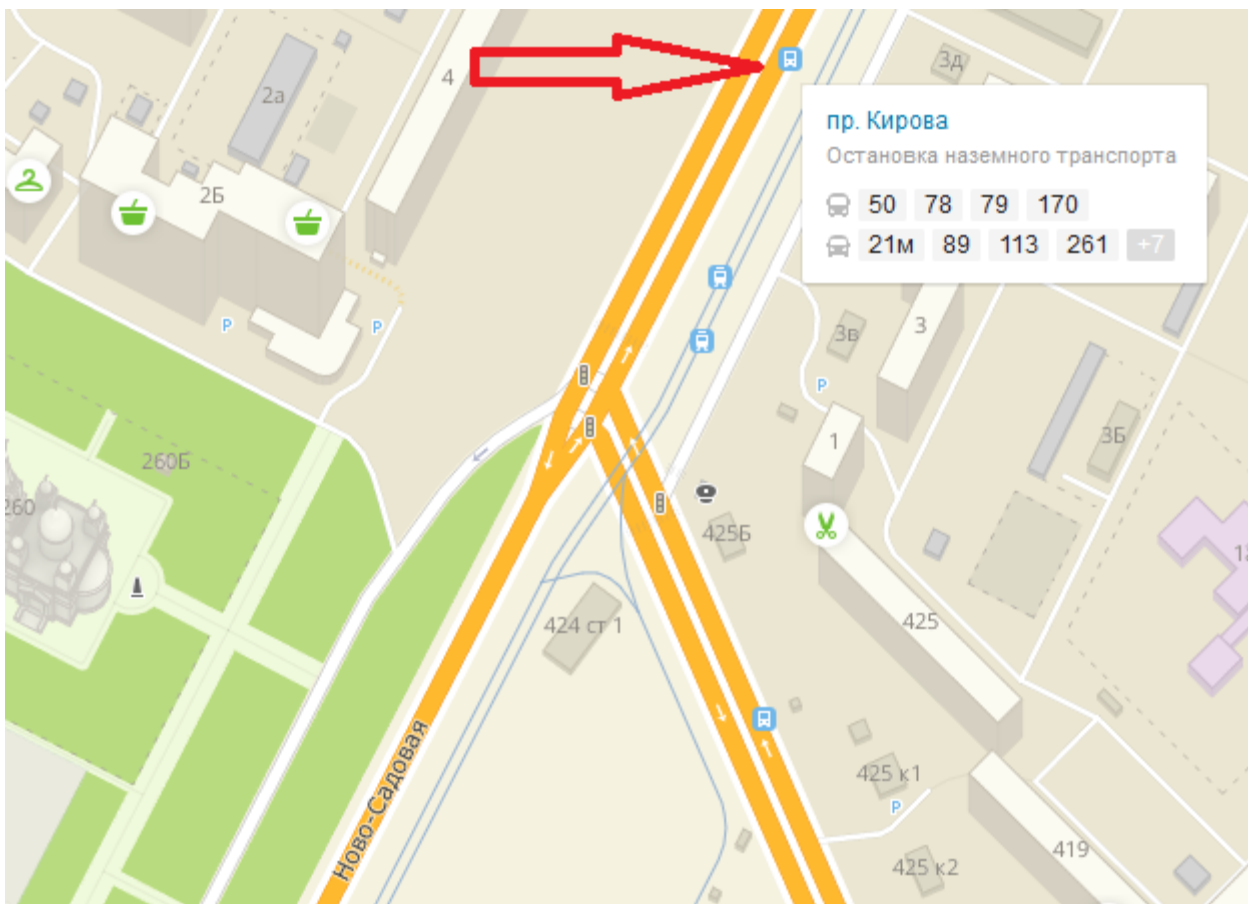 3д
4
2а
пр. Кирова
Остановка наземного транспорта
50 78 79 170
21м 89 113 261 +7
2Б
P
P
3в
3
P
3Б
1
260Б
260
425Б
424 ст 1
425
Ново-Садовая
425 к1
P
419
425 к2